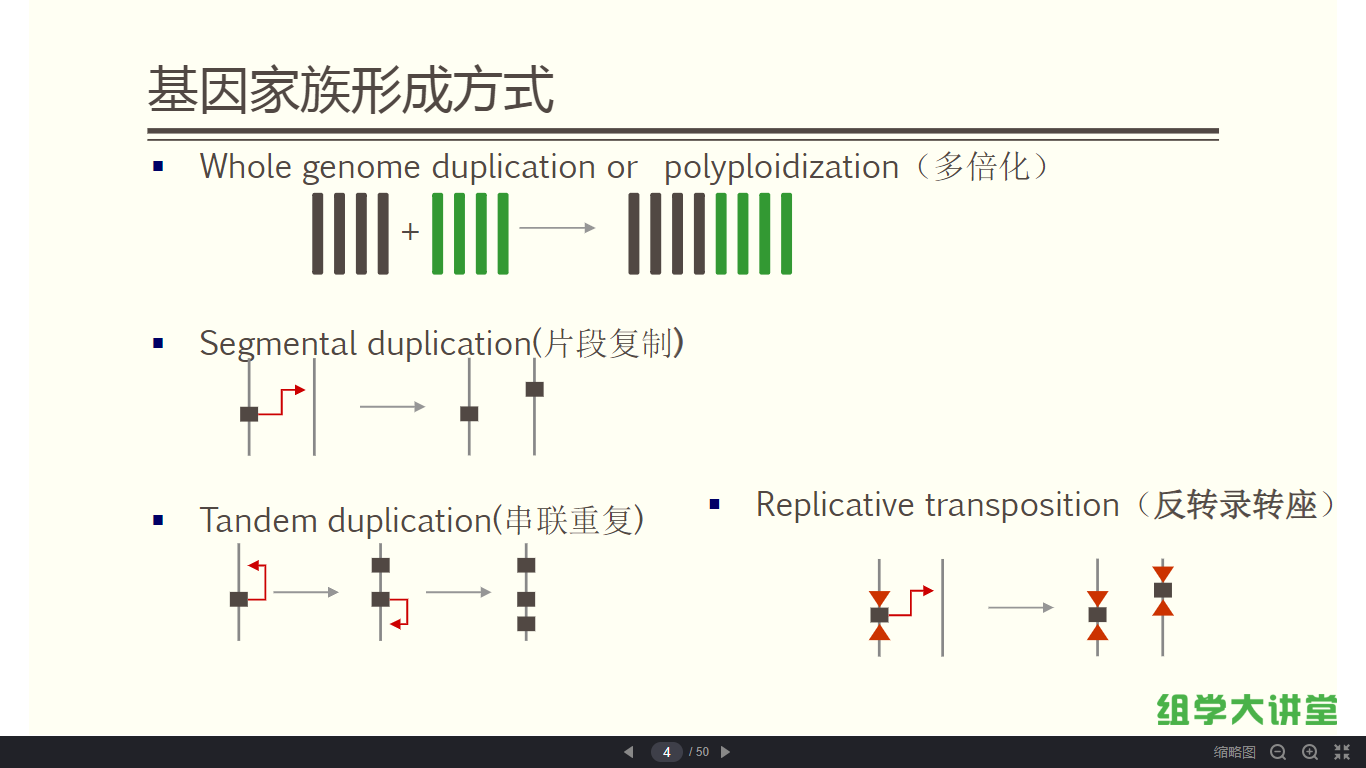 基因家族形成方式
Whole genome duplication or polyploidization（多倍化）
+
Segmental duplication(片段复制)
Tandem duplication(串联重复)
Replicative transposition（反转录转座）
组学大讲堂
4 / 50
缩略图